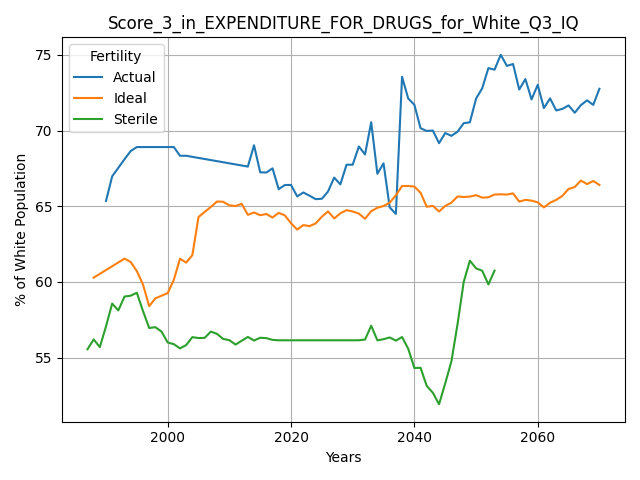 Score_3_in_EXPENDITURE_FOR_DRUGS_for_White_Q3_IQ
Fertility
Actual
Ideal
Sterile
% of White Population
75
70
65
60
55
2000
2020
2040
2060
Years